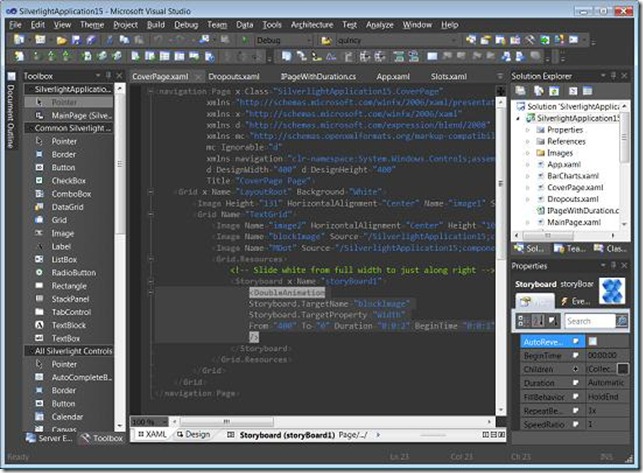 SilverlightApplication15 - Microsoft Visual Studio
File Edit View Theme Project Build Debug Team Data Tools Architecture Test Analyze Window Help
Debug
quincy
Document Outline
Toolbox
SilverlightApplicatio...
Pointer
MainPage (Silve
Common Silverlight
Pointer
Border
Button
CheckBox
ComboBox
DataGrid
Grid
Image
Label
ListBox
RadioButton
Rectangle
StackPanel
TabControl
TextBlock
TextBox
All Silverlight Controls
Pointer
AutoCompleteB...
Border
Button
Calendar
Canvas
Server E...
Toolbox
CoverPage.xaml Dropouts.xaml IPageWithDuration.cs App.xaml Slots.xaml
<navigation:Page x:Class="SilverlightApplication15.CoverPage"
xmlns="http://schemas.microsoft.com/winfx/2006/xaml/presentat
xmlns:x="http://schemas.microsoft.com/winfx/2006/xaml"
xmlns:d="http://schemas.microsoft.com/expression/blend/2008"
xmlns:mc="http://schemas.openxmlformats.org/markup-compatibil
mc:Ignorable="d"
xmlns:navigation="clr-namespace:System.Windows.Controls;assem
d:DesignWidth="400" d:DesignHeight="400"
Title="CoverPage Page">
<Grid x:Name="LayoutRoot" Background="White">
<Image Height="131" HorizontalAlignment="Center" Name="image1" S
<Grid Name="TextGrid">
<Image Name="image2" HorizontalAlignment="Center" Height="10
<Image Name="blockImage" Source="/SilverlightApplication15;c
<Image Name="MDot" Source="/SilverlightApplication15;compone
<Grid.Resources>
<!-- Slide white from full width to just along right -->
<Storyboard x:Name="storyBoard1">
<DoubleAnimation
Storyboard.TargetName="blockImage"
Storyboard.TargetProperty="Width"
From="400" To="0" Duration="0:0:2" BeginTime="0:0:1"
/>
</Storyboard>
</Grid.Resources>
</Grid>
</Grid>
</navigation:Page>
100 %
XAML Design Storyboard (storyBoard1) Page/.../
Solution Explorer
Solution 'SilverlightApplica
SilverlightApplication15
Properties
References
Images
App.xaml
BarCharts.xaml
CoverPage.xaml
Dropouts.xaml
IPageWithDuration.c
MainPage.xaml
Sol... Tea... Clas...
Properties
Storyboard storyBoar
Eve...
Search
AutoReve...
BeginTime 00:00:00
Children (Collec...
Duration Automatic
FillBehavior HoldEnd
RepeatBe... 1x
SpeedRatio 1
Ln 23 Col 23 Ch 23 INS